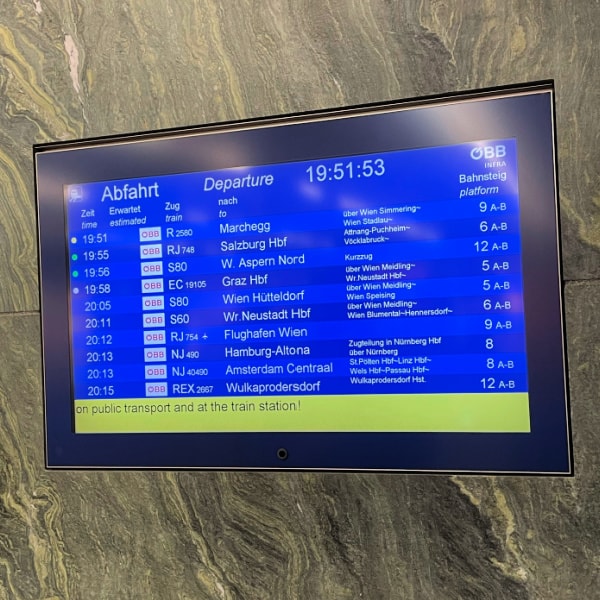 Abfahrt Departure 19:51:53 ÖBB
INFRA
Zeit Erwartet Zug nach Bahnsteig
time estimated train to platform
19:51 ÖBB R 2580 Marchegg über Wien Simmering~ 9 A-B
Wien Stadlau~
19:55 ÖBB RJ 748 Salzburg Hbf Attnang-Puchheim~ 6 A-B
Vöcklabruck~
19:56 ÖBB S80 W. Aspern Nord Kurzzug 12 A-B
19:58 ÖBB EC 19105 Graz Hbf über Wien Meidling~ 5 A-B
Wr.Neustadt Hbf~
20:05 ÖBB S80 Wien Hütteldorf über Wien Meidling~ 5 A-B
Wien Speising
20:11 ÖBB S60 Wr.Neustadt Hbf über Wien Meidling~ 6 A-B
Wien Blumental~Hennersdorf~
20:12 ÖBB RJ 754 Flughafen Wien 9 A-B
20:13 ÖBB NJ 490 Hamburg-Altona Zugteilung in Nürnberg Hbf 8
über Nürnberg
20:13 ÖBB NJ 40490 Amsterdam Centraal St.Pölten Hbf~Linz Hbf~ 8 A-B
Wels Hbf~Passau Hbf~
20:15 ÖBB REX 2667 Wulkaprodersdorf Wulkaprodersdorf Hst. 12 A-B
on public transport and at the train station!